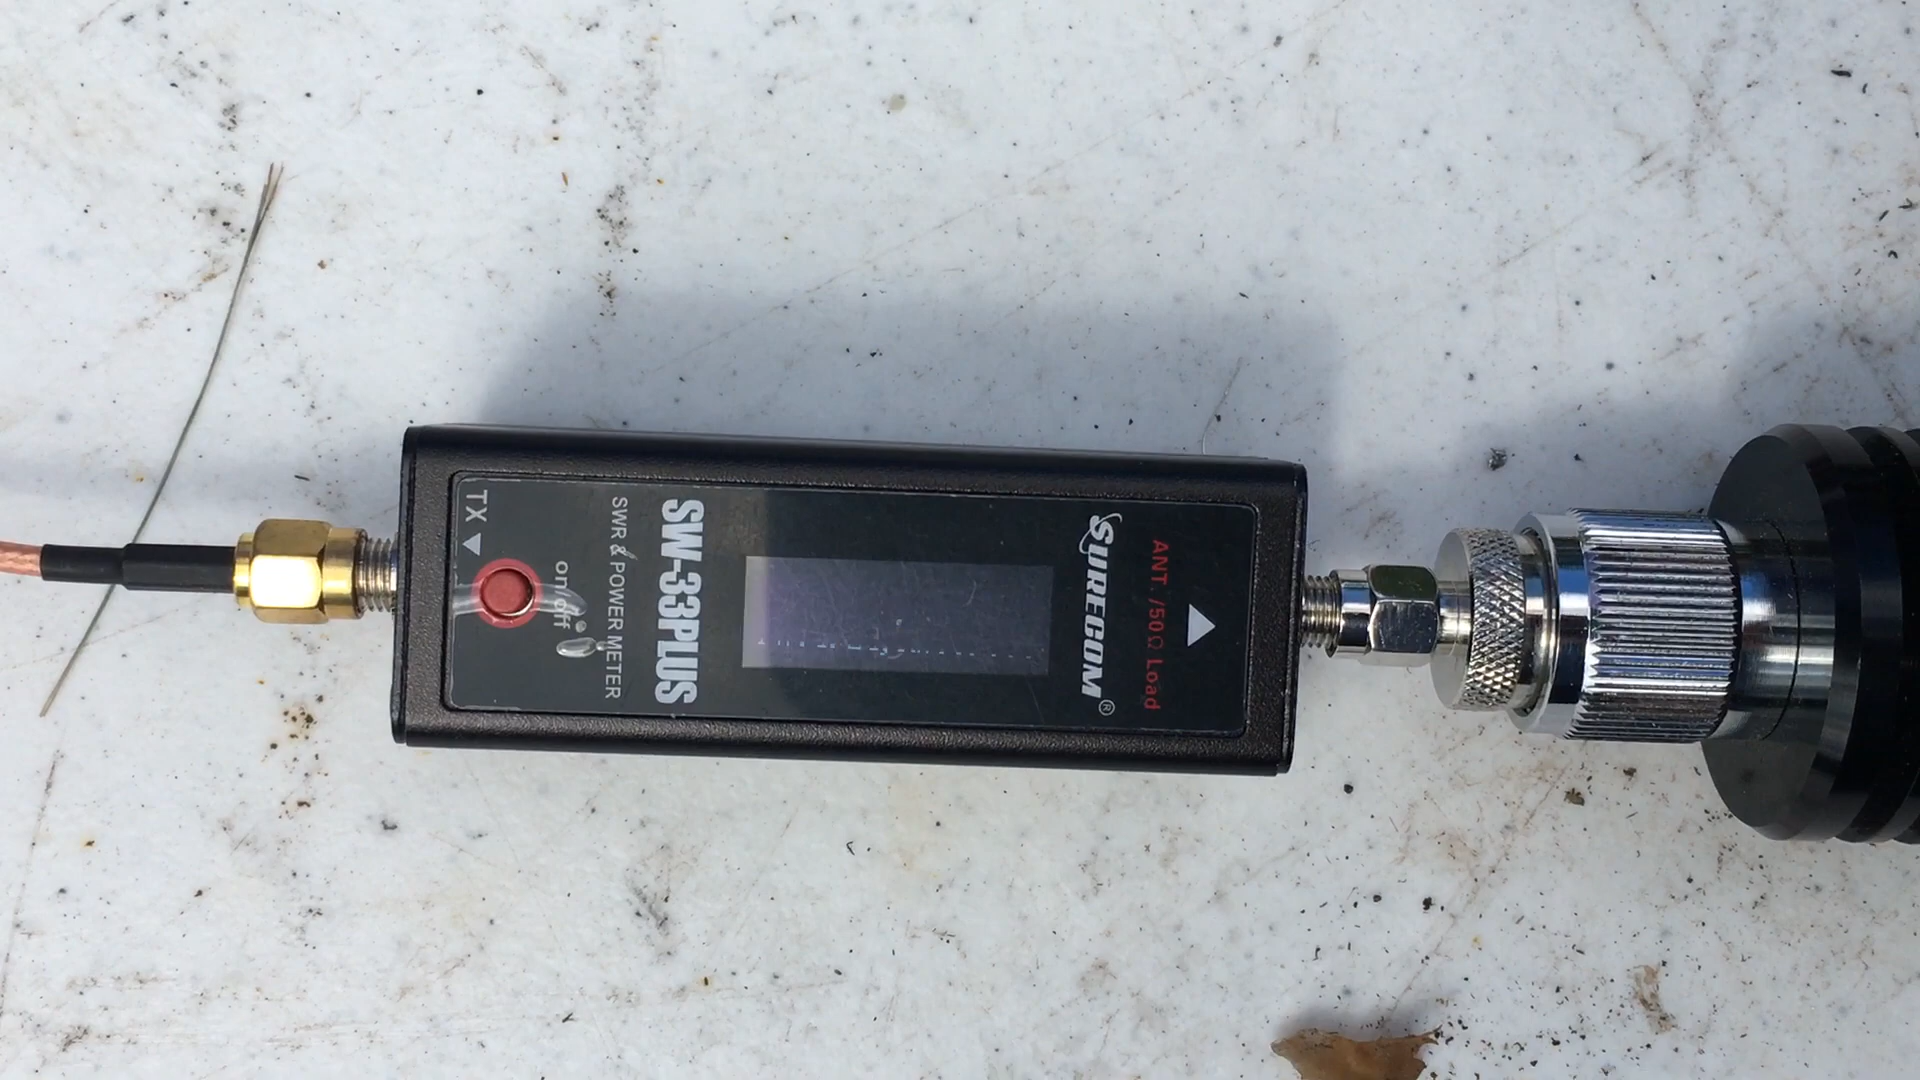 SURECOM®
ANT. /50Ω Load
SW-33PLUS
SWR & POWER METER
on/off
TX